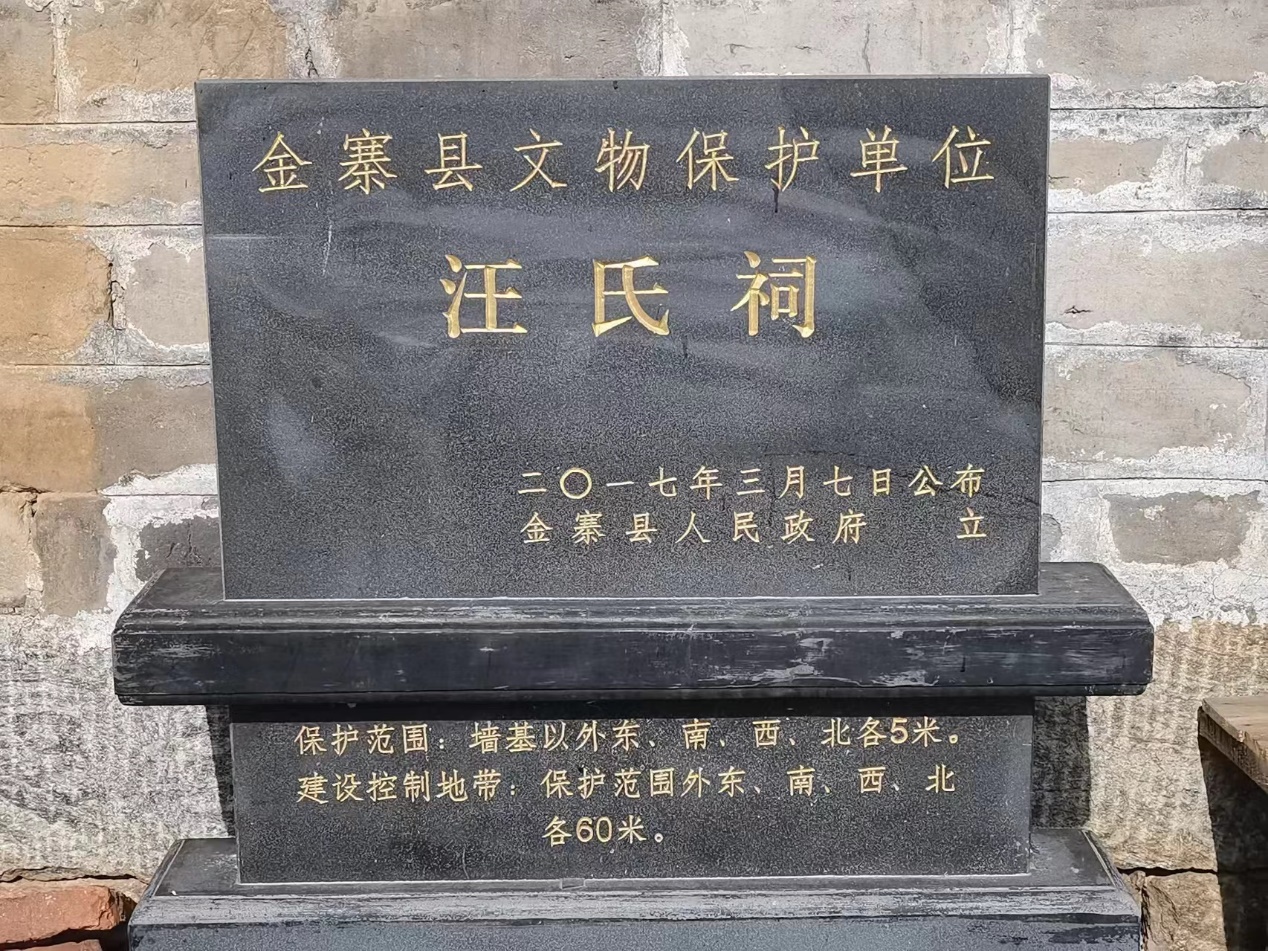 金寨县文物保护单位
汪氏祠
二〇一七年三月七日公布
金寨县人民政府 立
保护范围：墙基以外东、南、西、北各5米。
建设控制地带：保护范围外东、南、西、北
各60米。